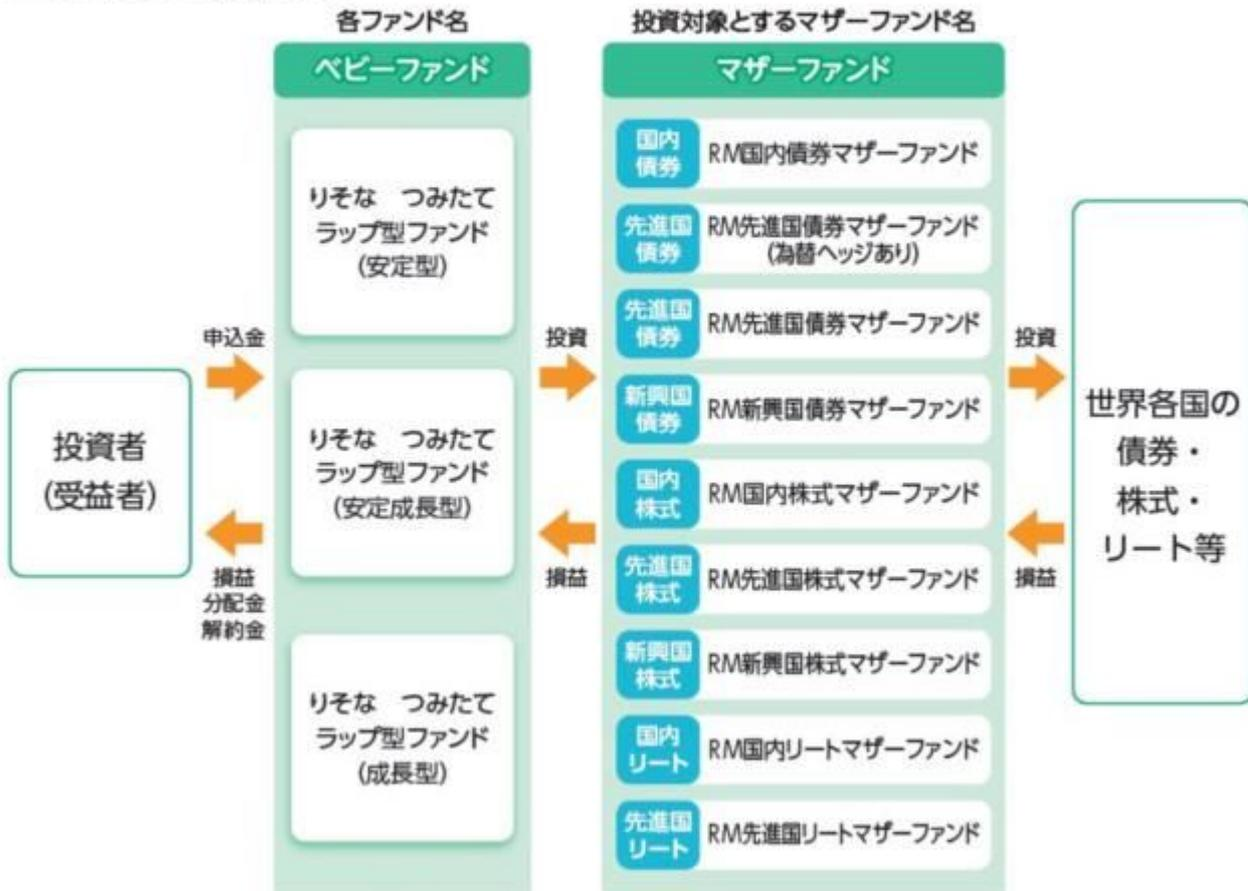 各ファンド名
投資対象とするマザーファンド名
ベビーファンド
マザーファンド
投資者
(受益者)
申込金
損益
分配金
解約金
りそな つみたて
ラップ型ファンド
(安定型)
りそな つみたて
ラップ型ファンド
(安定成長型)
りそな つみたて
ラップ型ファンド
(成長型)
投資
損益
国内
債券
RM国内債券マザーファンド
先進国
債券
RM先進国債券マザーファンド
(為替ヘッジあり)
先進国
債券
RM先進国債券マザーファンド
新興国
債券
RM新興国債券マザーファンド
国内
株式
RM国内株式マザーファンド
先進国
株式
RM先進国株式マザーファンド
新興国
株式
RM新興国株式マザーファンド
国内
リート
RM国内リートマザーファンド
先進国
リート
RM先進国リートマザーファンド
投資
損益
世界各国の
債券・
株式・
リート等